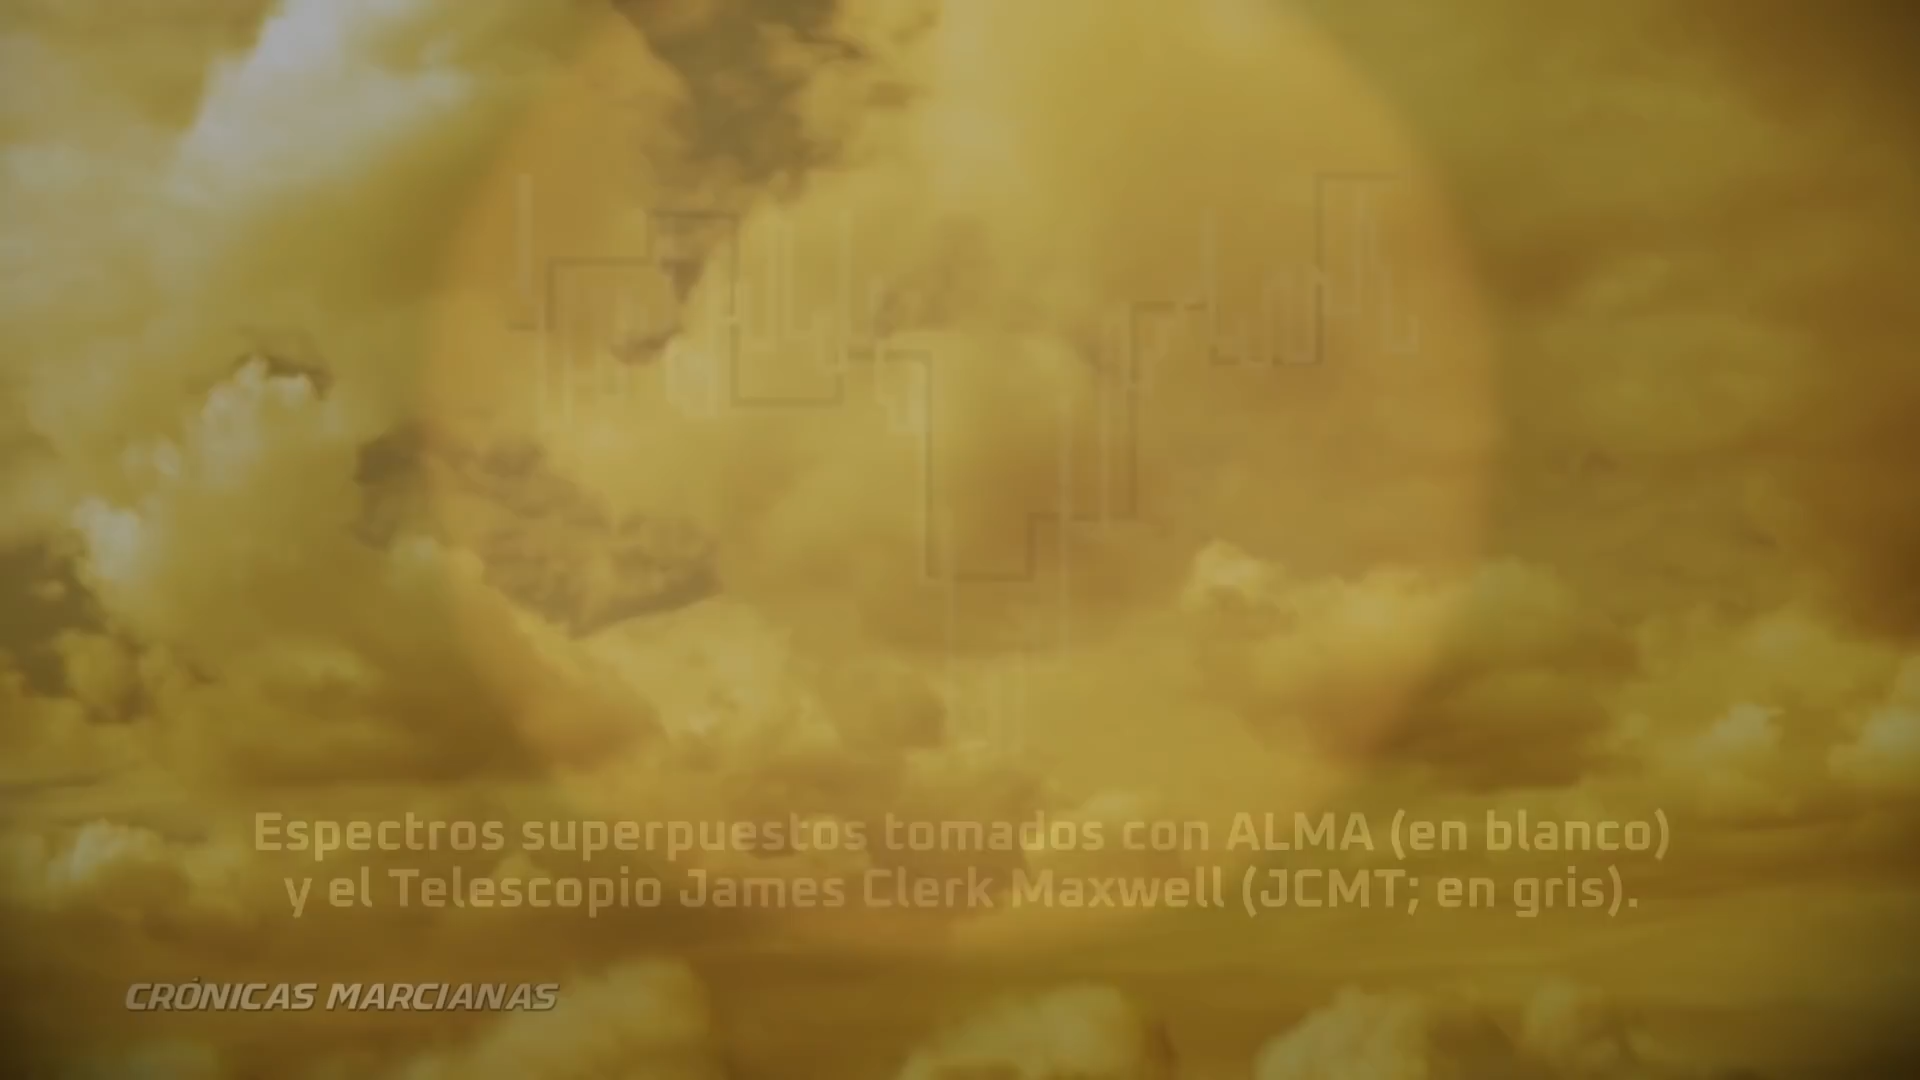 Espectros superpuestos tomados con ALMA (en blanco)
y el Telescopio James Clerk Maxwell (JCMT; en gris).
CRÓNICAS MARCIANAS